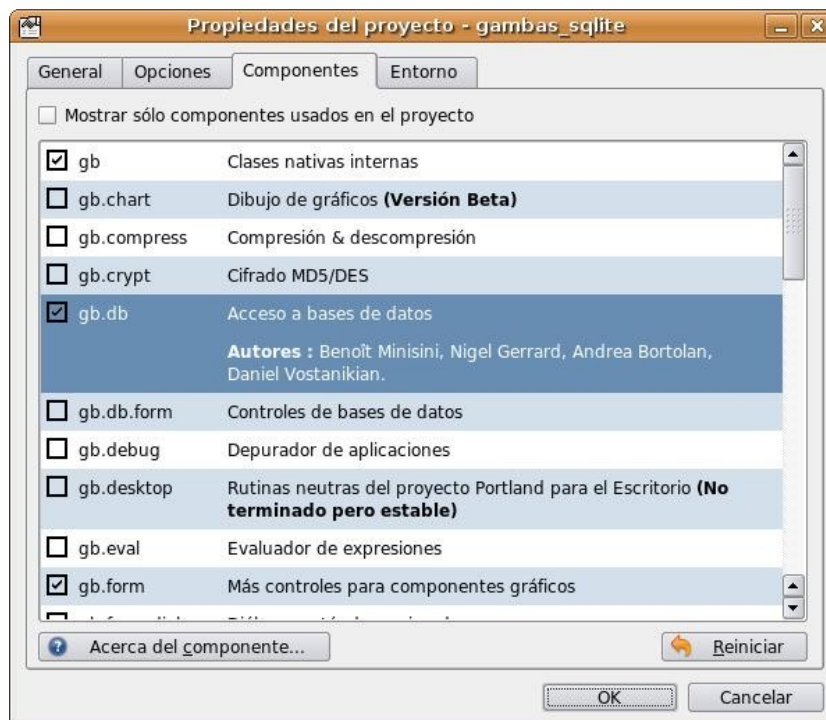 Propiedades del proyecto - gambas_sqlite
General Opciones Componentes Entorno
Mostrar sólo componentes usados en el proyecto
gb Clases nativas internas
gb.chart Dibujo de gráficos (Versión Beta)
gb.compress Compresión & descompresión
gb.crypt Cifrado MD5/DES
gb.db Acceso a bases de datos
Autores : Benoît Minisini, Nigel Gerrard, Andrea Bortolan,
Daniel Vostanikian.
gb.db.form Controles de bases de datos
gb.debug Depurador de aplicaciones
gb.desktop Rutinas neutras del proyecto Portland para el Escritorio (No
terminado pero estable)
gb.eval Evaluador de expresiones
gb.form Más controles para componentes gráficos
Acerca del componente... Reiniciar
OK Cancelar